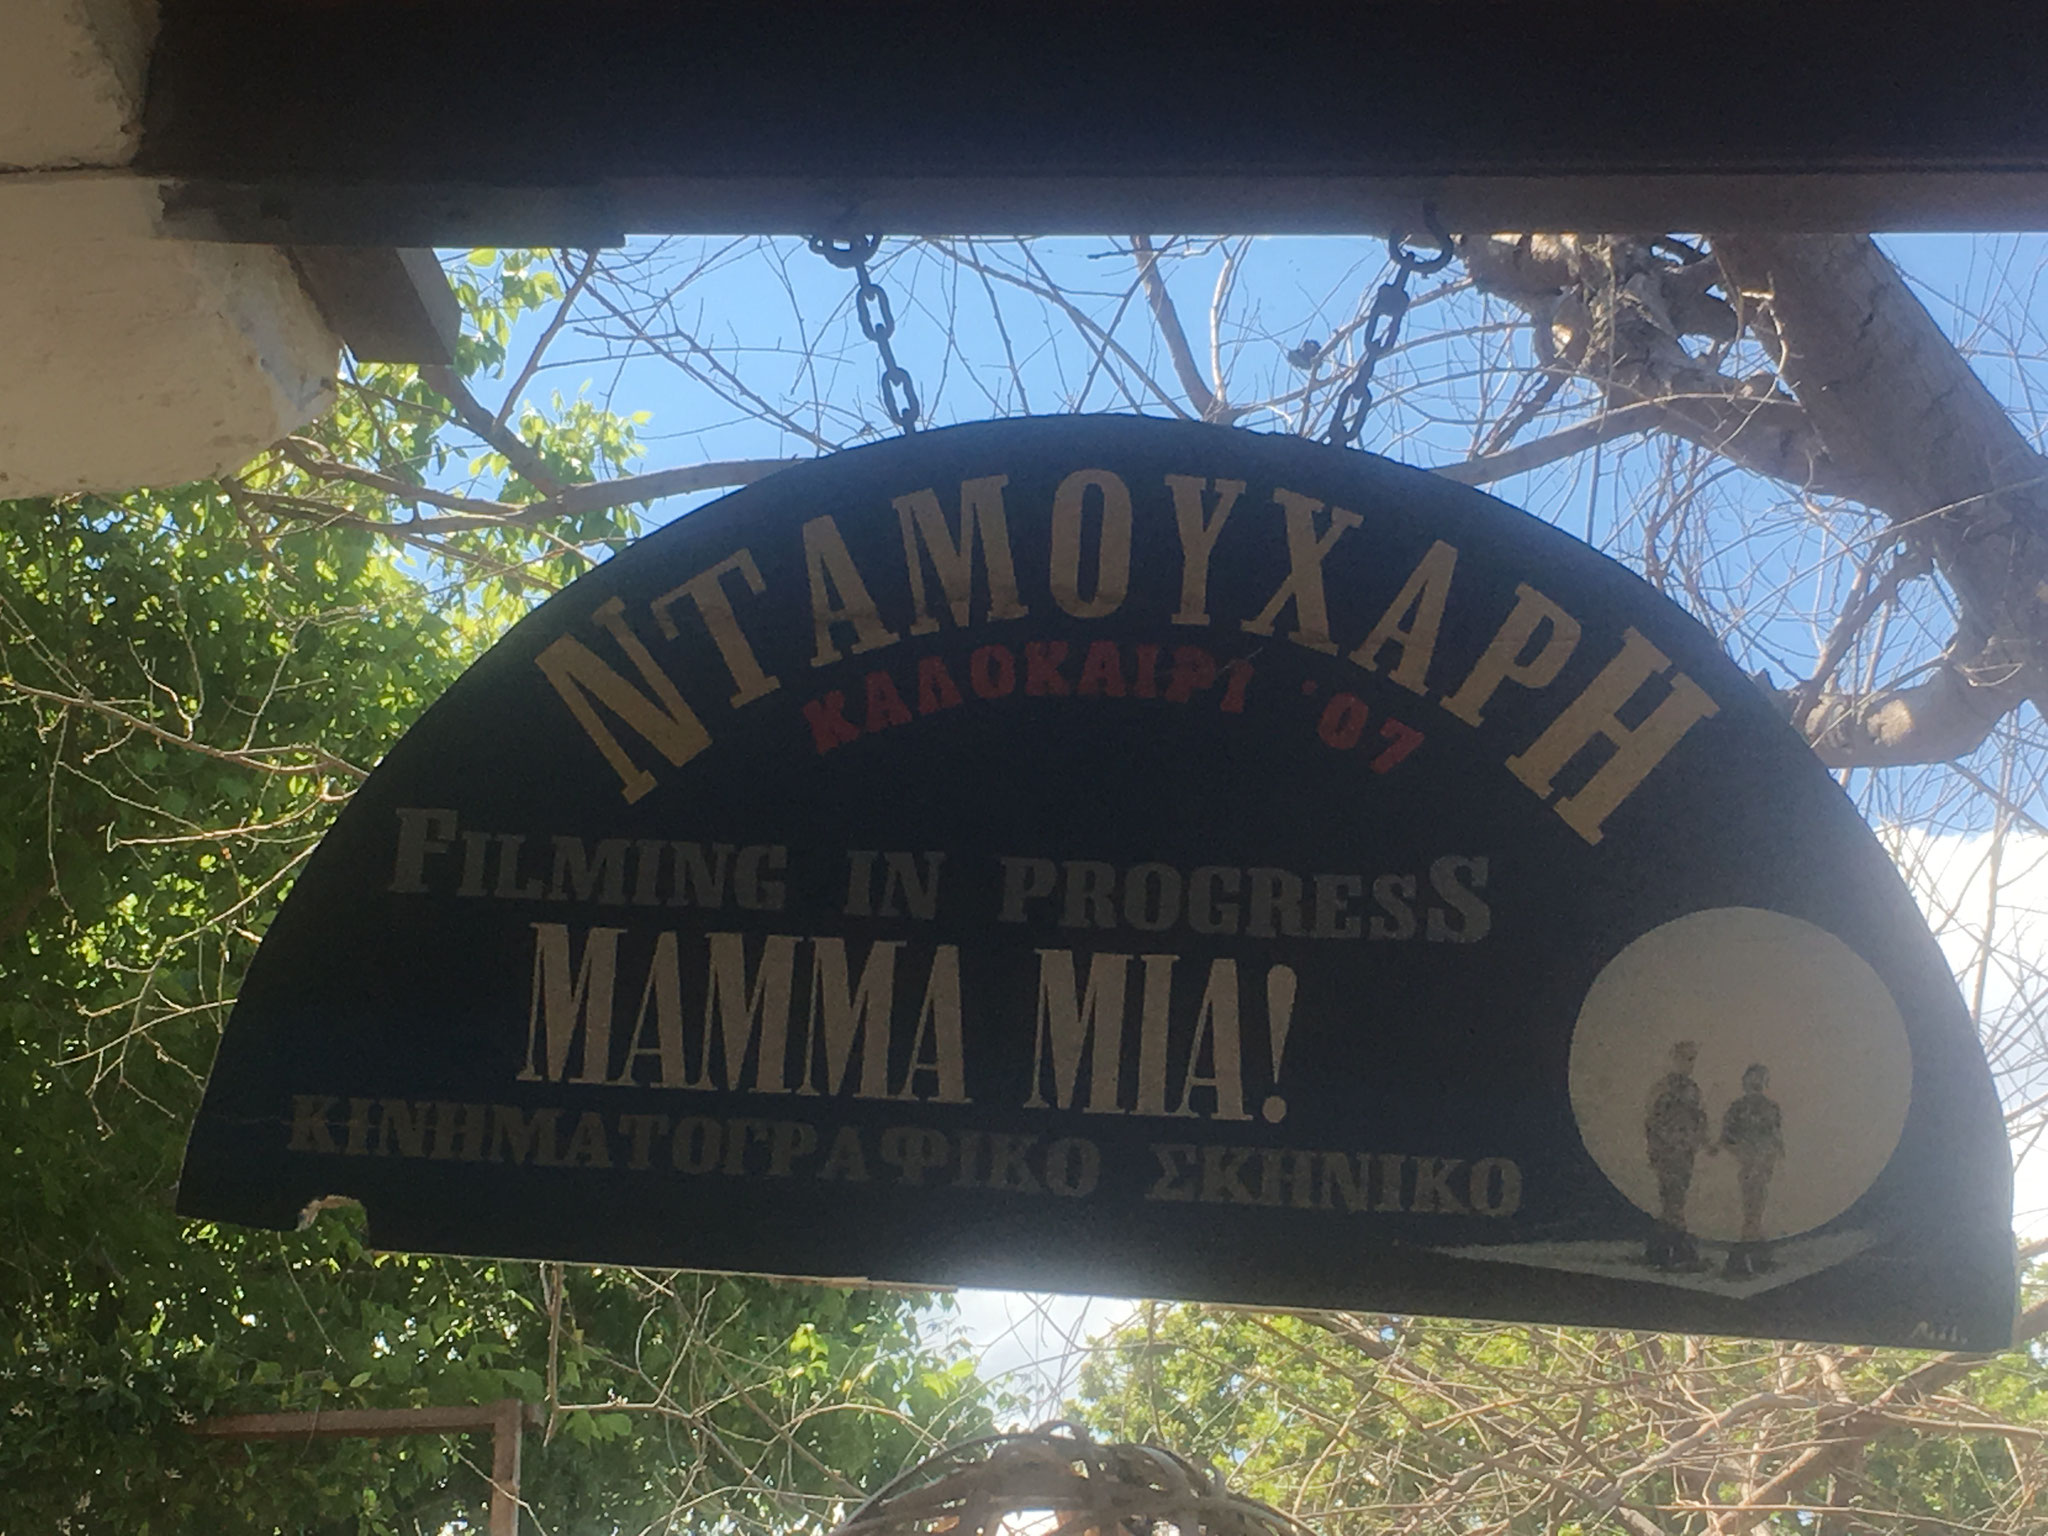 ΝΤΑΜΟΥΧΑΡΗ
ΚΑΛΟΚΑΙΡΙ '07
FILMING IN PROGRESS
MAMMA MIA!
ΚΙΝΗΜΑΤΟΓΡΑΦΙΚΟ ΣΚΗΝΙΚΟ